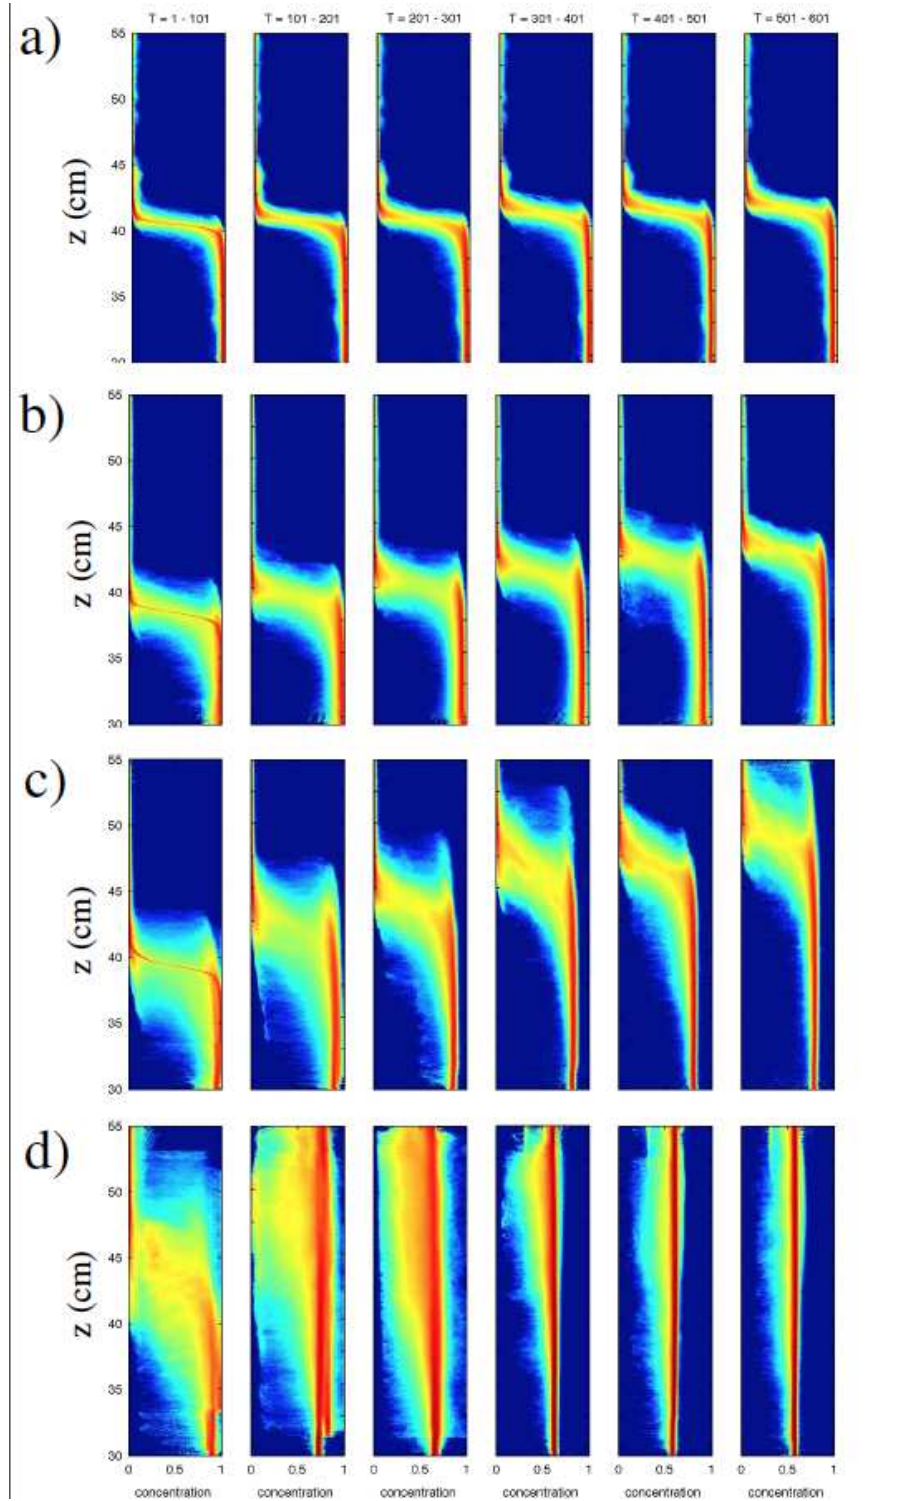 T = 1 - 101 T = 101 - 201 T = 201 - 301 T = 301 - 401 T = 401 - 501 T = 501 - 601
a)
55
50
45
z (cm)
40
35
30
b)
55
50
45
z (cm)
40
35
30
c)
55
50
45
z (cm)
40
35
30
d)
55
50
45
z (cm)
40
35
30
0 0.5 1 0 0.5 1 0 0.5 1 0 0.5 1 0 0.5 1 0 0.5 1
concentration concentration concentration concentration concentration concentration